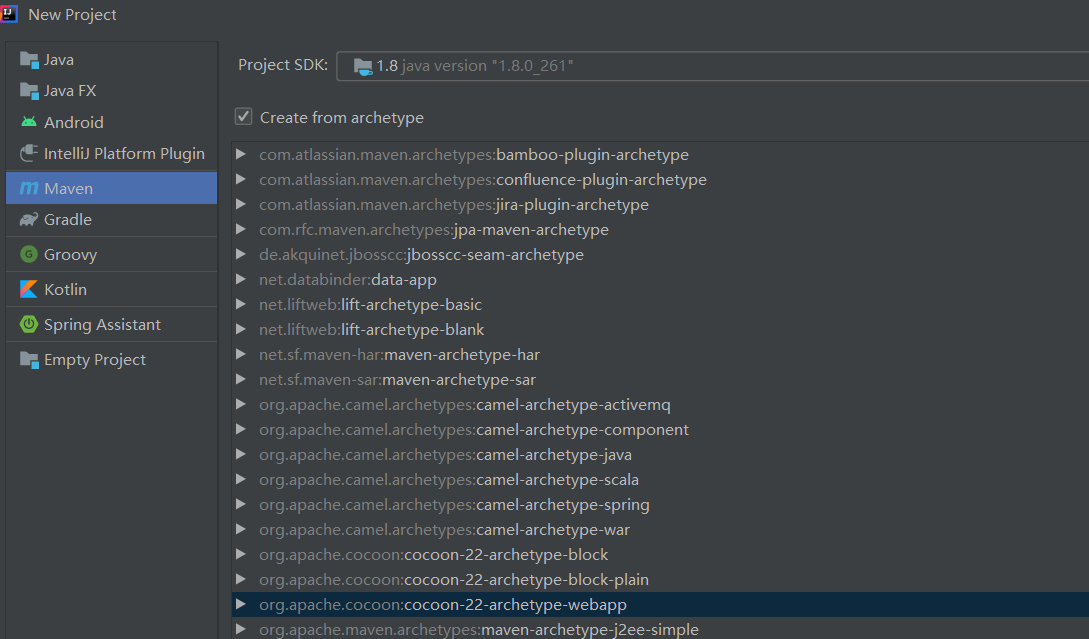 New Project
Java
Java FX
Android
IntelliJ Platform Plugin
Maven
Gradle
Groovy
Kotlin
Spring Assistant
Empty Project
Project SDK: 1.8 java version "1.8.0_261"
Create from archetype
com.atlassian.maven.archetypes:bamboo-plugin-archetype
com.atlassian.maven.archetypes:confluence-plugin-archetype
com.atlassian.maven.archetypes:jira-plugin-archetype
com.rfc.maven.archetypes:jpa-maven-archetype
de.akquinet.jbosscc:jbosscc-seam-archetype
net.databinder:data-app
net.liftweb:lift-archetype-basic
net.liftweb:lift-archetype-blank
net.sf.maven-har:maven-archetype-har
net.sf.maven-sar:maven-archetype-sar
org.apache.camel.archetypes:camel-archetype-activemq
org.apache.camel.archetypes:camel-archetype-component
org.apache.camel.archetypes:camel-archetype-java
org.apache.camel.archetypes:camel-archetype-scala
org.apache.camel.archetypes:camel-archetype-spring
org.apache.camel.archetypes:camel-archetype-war
org.apache.cocoon:cocoon-22-archetype-block
org.apache.cocoon:cocoon-22-archetype-block-plain
org.apache.cocoon:cocoon-22-archetype-webapp
org.apache.maven.archetypes:maven-archetype-j2ee-simple